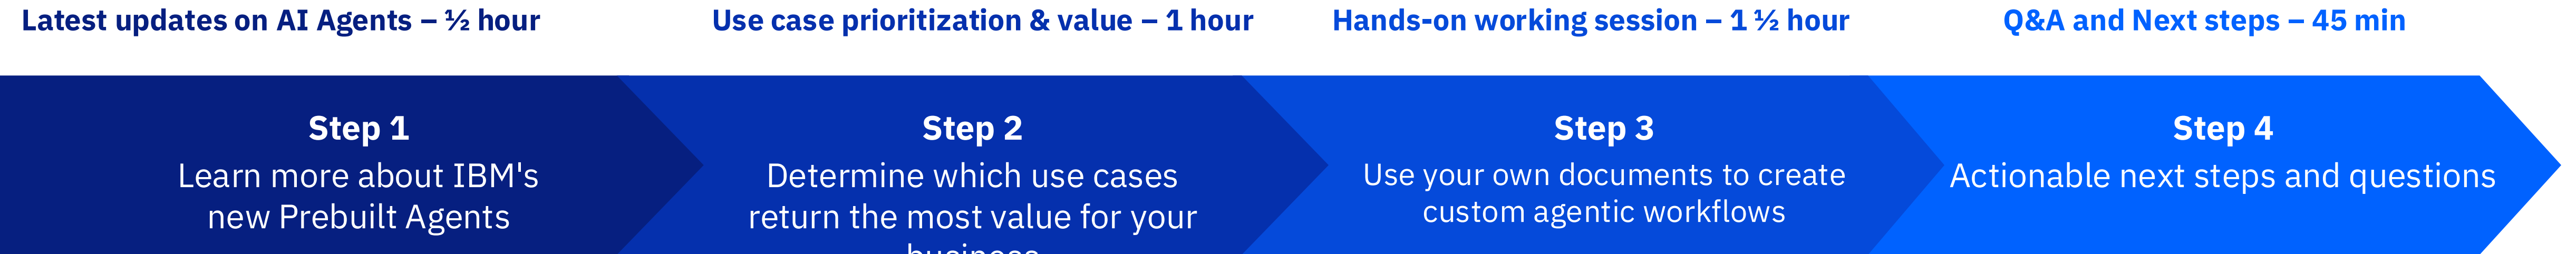 Latest updates on AI Agents – ½ hour
Use case prioritization & value – 1 hour
Hands-on working session – 1 ½ hour
Q&A and Next steps – 45 min
Step 1
Learn more about IBM's
new Prebuilt Agents
Step 2
Determine which use cases
return the most value for your
business
Step 3
Use your own documents to create
custom agentic workflows
Step 4
Actionable next steps and questions